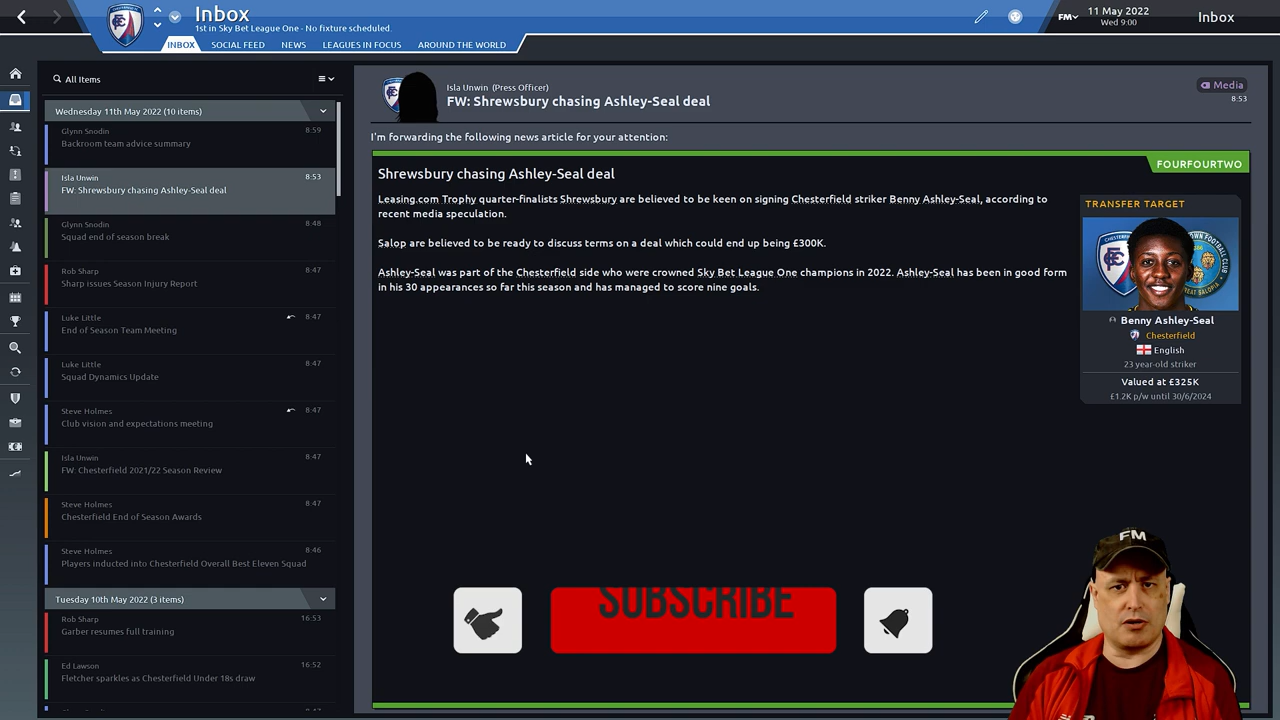 Inbox
1st in Sky Bet League One - No fixture scheduled.
FM
11 May 2022
Wed 9:00
Inbox
INBOX
SOCIAL FEED
NEWS
LEAGUES IN FOCUS
AROUND THE WORLD
All Items
Wednesday 11th May 2022 (10 items)
Glynn Snodin 8:59
Backroom team advice summary
Isla Unwin 8:53
FW: Shrewsbury chasing Ashley-Seal deal
Glynn Snodin 8:48
Squad end of season break
Rob Sharp 8:47
Sharp issues Season Injury Report
Luke Little 8:47
End of Season Team Meeting
Luke Little 8:47
Squad Dynamics Update
Steve Holmes 8:47
Club vision and expectations meeting
Isla Unwin 8:47
FW: Chesterfield 2021/22 Season Review
Steve Holmes 8:47
Chesterfield End of Season Awards
Steve Holmes 8:46
Players inducted into Chesterfield Overall Best Eleven Squad
Tuesday 10th May 2022 (3 items)
Rob Sharp 16:53
Garber resumes full training
Ed Lawson 16:52
Fletcher sparkles as Chesterfield Under 18s draw
Isla Unwin (Press Officer)
FW: Shrewsbury chasing Ashley-Seal deal
Media
8:53
I'm forwarding the following news article for your attention:
FOURFOURTWO
Shrewsbury chasing Ashley-Seal deal
Leasing.com Trophy quarter-finalists Shrewsbury are believed to be keen on signing Chesterfield striker Benny Ashley-Seal, according to
recent media speculation.
Salop are believed to be ready to discuss terms on a deal which could end up being £300K.
Ashley-Seal was part of the Chesterfield side who were crowned Sky Bet League One champions in 2022. Ashley-Seal has been in good form
in his 30 appearances so far this season and has managed to score nine goals.
TRANSFER TARGET
Benny Ashley-Seal
Chesterfield
English
23 year-old striker
Valued at £325K
£1.2K p/w until 30/6/2024
SUBSCRIBE
FM